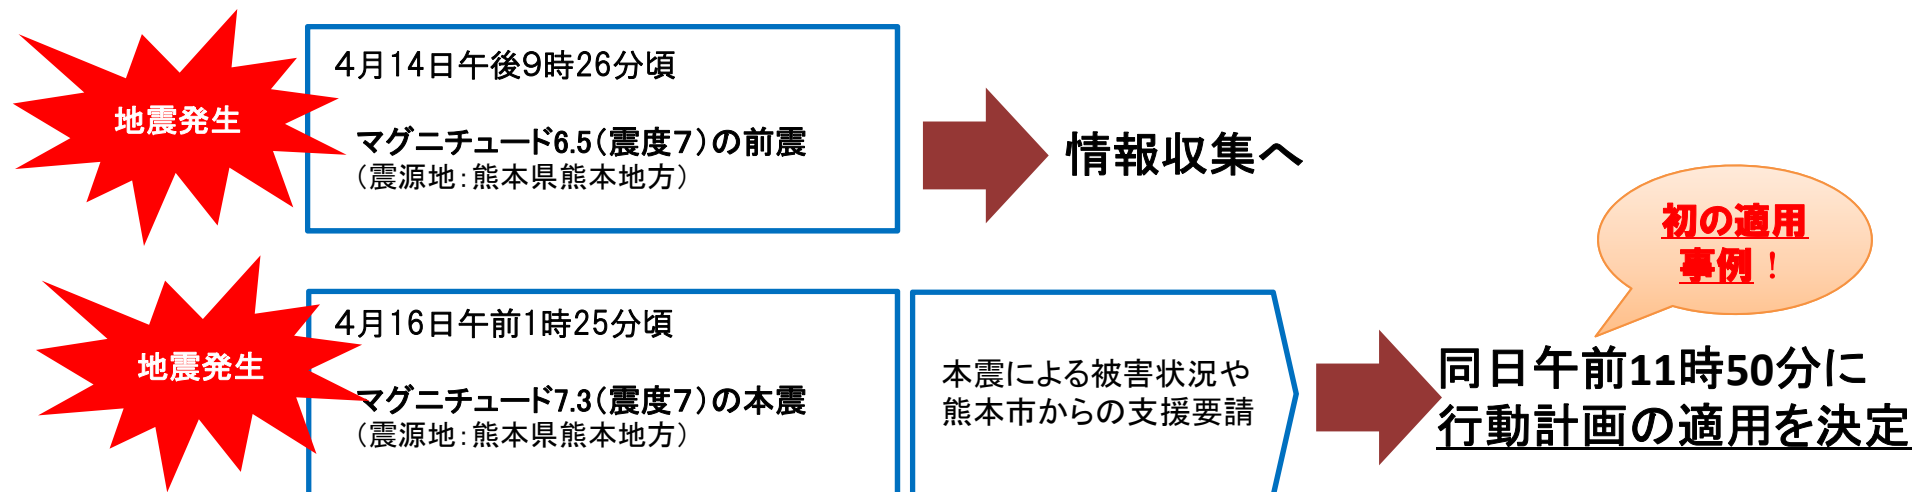 地震発生
4月14日午後9時26分頃
マグニチュード6.5（震度7）の前震
（震源地：熊本県熊本地方）
情報収集へ
初の適用
事例！
地震発生
4月16日午前1時25分頃
マグニチュード7.3（震度7）の本震
（震源地：熊本県熊本地方）
本震による被害状況や
熊本市からの支援要請
同日午前11時50分に
行動計画の適用を決定